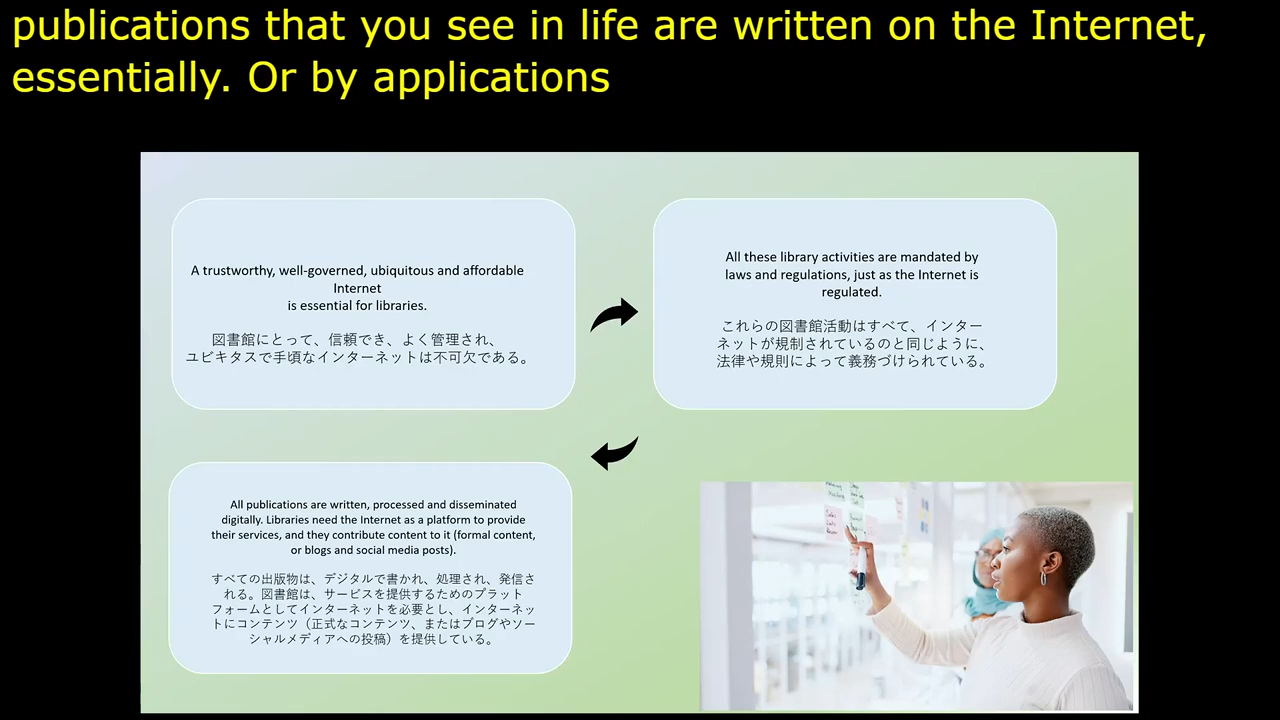 publications that you see in life are written on the Internet,
essentially. Or by applications
A trustworthy, well-governed, ubiquitous and affordable
Internet
is essential for libraries.
図書館にとって、信頼でき、よく管理され、
ユビキタスで手頃なインターネットは不可欠である。
All these library activities are mandated by
laws and regulations, just as the Internet is
regulated.
これらの図書館活動はすべて、インター
ネットが規制されているのと同じように、
法律や規則によって義務づけられている。
All publications are written, processed and disseminated
digitally. Libraries need the Internet as a platform to provide
their services, and they contribute content to it (formal content,
or blogs and social media posts).
すべての出版物は、デジタルで書かれ、処理され、発信さ
れる。図書館は、サービスを提供するためのプラット
フォームとしてインターネットを必要とし、インターネッ
トにコンテンツ（正式なコンテンツ、またはブログやソー
シャルメディアへの投稿）を提供している。